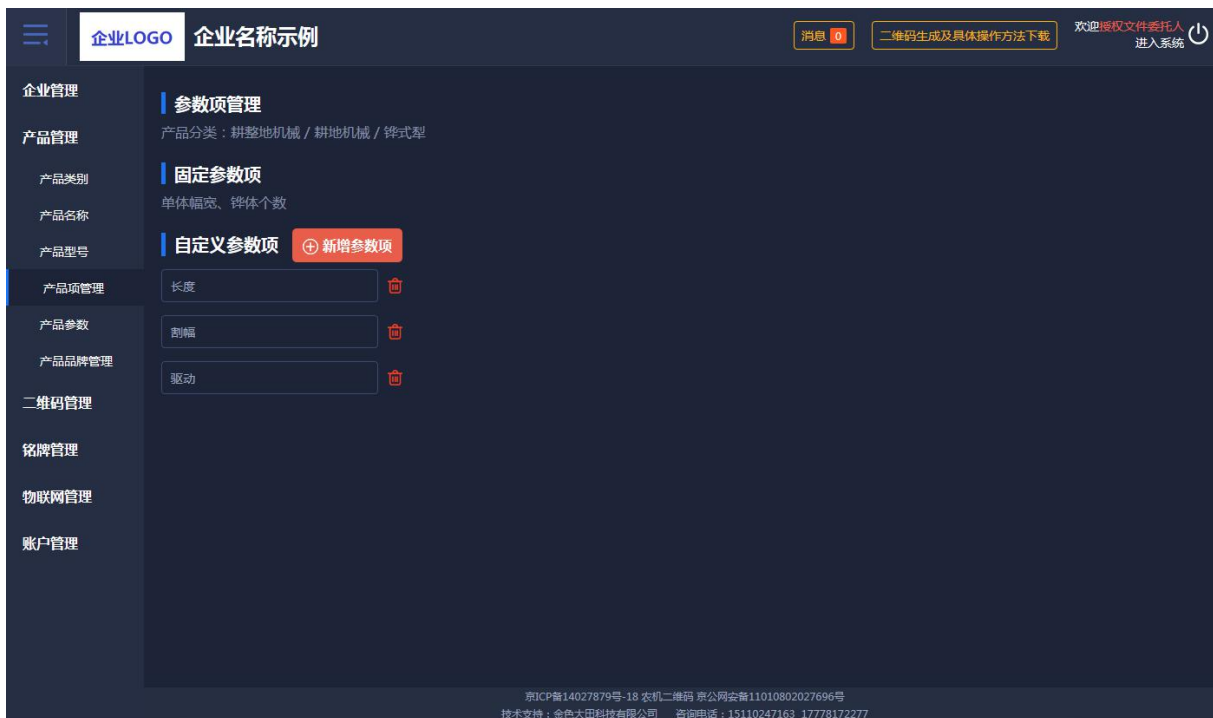 企业LOGO 企业名称示例 消息 0 二维码生成及具体操作方法下载 欢迎授权文件委托人
进入系统
企业管理
产品管理
产品类别
产品名称
产品型号
产品项管理
产品参数
产品品牌管理
二维码管理
铭牌管理
物联网管理
账户管理
参数项管理
产品分类：耕整地机械 / 耕地机械 / 铧式犁
固定参数项
单体幅宽、铧体个数
自定义参数项 新增参数项
长度
割幅
驱动
京ICP备14027879号-18 农机二维码 京公网安备11010802027696号
技术支持：金色大田科技有限公司 咨询电话：15110247163 17778172277